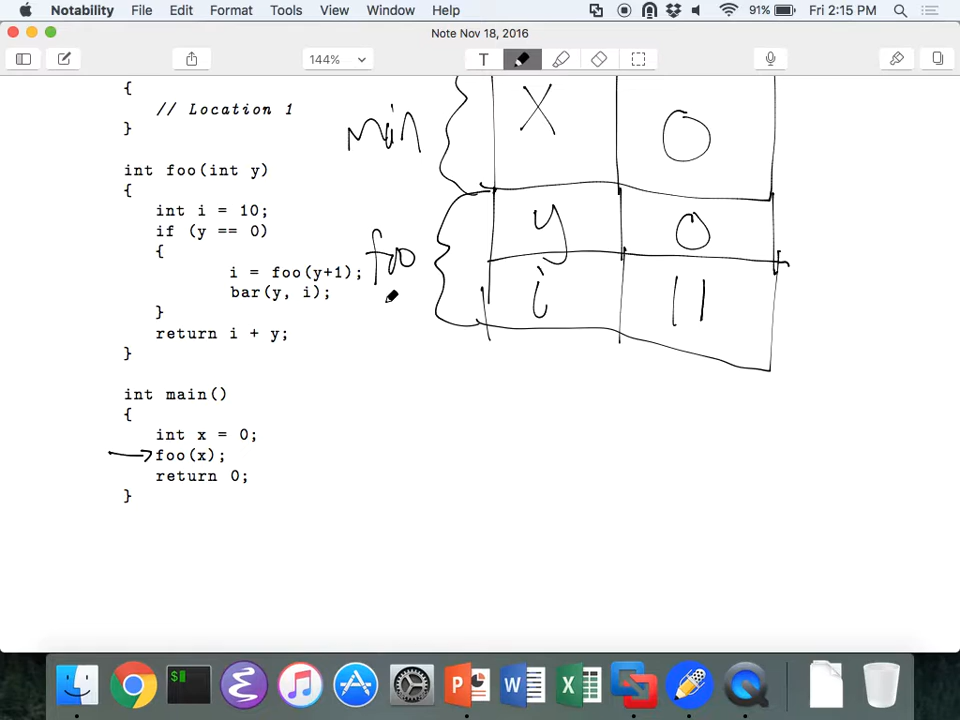 Notability File Edit Format Tools View Window Help 91% Fri 2:15 PM
Note Nov 18, 2016
144% T
{
// Location 1
}
int foo(int y)
{
int i = 10;
if (y == 0)
{
i = foo(y+1);
bar(y, i);
}
return i + y;
}
int main()
{
int x = 0;
foo(x);
return 0;
}
main
X 0
foo
y 0
i 11
$
P
W
X